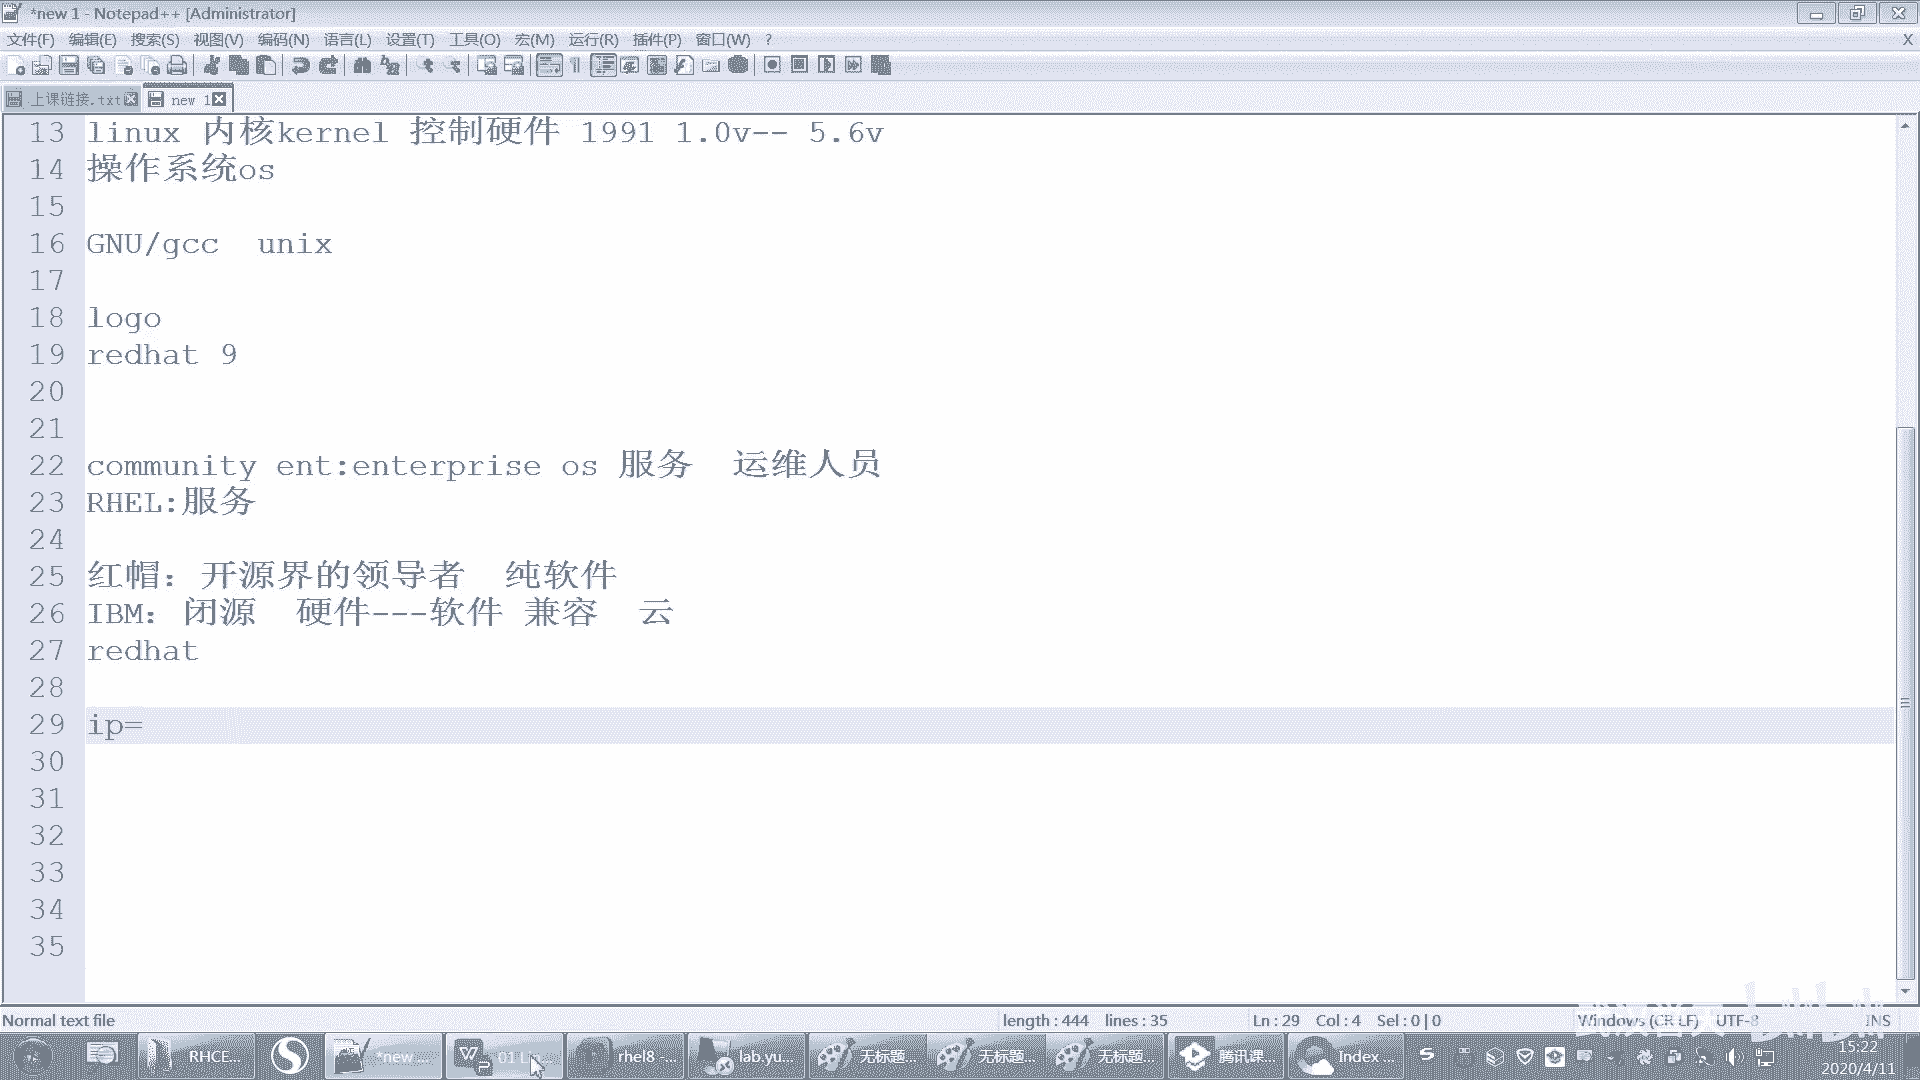 *new 1 - Notepad++ [Administrator]
文件(F) 编辑(E) 搜索(S) 视图(V) 编码(N) 语言(L) 设置(T) 工具(O) 宏(M) 运行(R) 插件(P) 窗口(W) ? X
上课链接.txt new 1
13 linux 内核kernel 控制硬件 1991 1.0v-- 5.6v
14 操作系统os
15
16 GNU/gcc  unix
17
18 logo
19 redhat 9
20
21
22 community ent:enterprise os 服务  运维人员
23 RHEL:服务
24
25 红帽：开源界的领导者  纯软件
26 IBM：闭源  硬件---软件 兼容  云
27 redhat
28
29 ip=
30
31
32
33
34
35
Normal text file length : 444 lines : 35 Ln : 29 Col : 4 Sel : 0 | 0 Windows (CR LF) UTF-8 INS
RHCE... *new ... 01 Li... rhel8 -... lab.yu... 无标题... 无标题... 无标题... 腾讯课... Index ... 15:22
2020/4/11